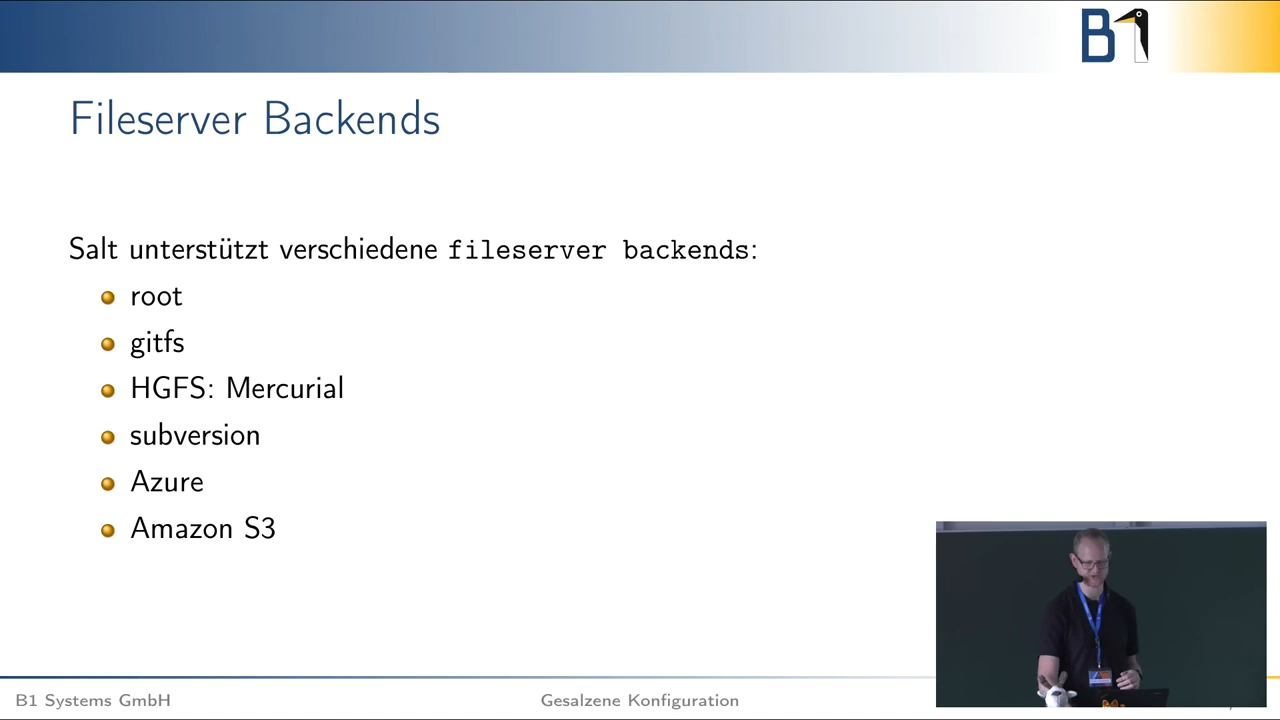 B1
Fileserver Backends
Salt unterstützt verschiedene fileserver backends:
root
gitfs
HGFS: Mercurial
subversion
Azure
Amazon S3
B1 Systems GmbH
Gesalzene Konfiguration